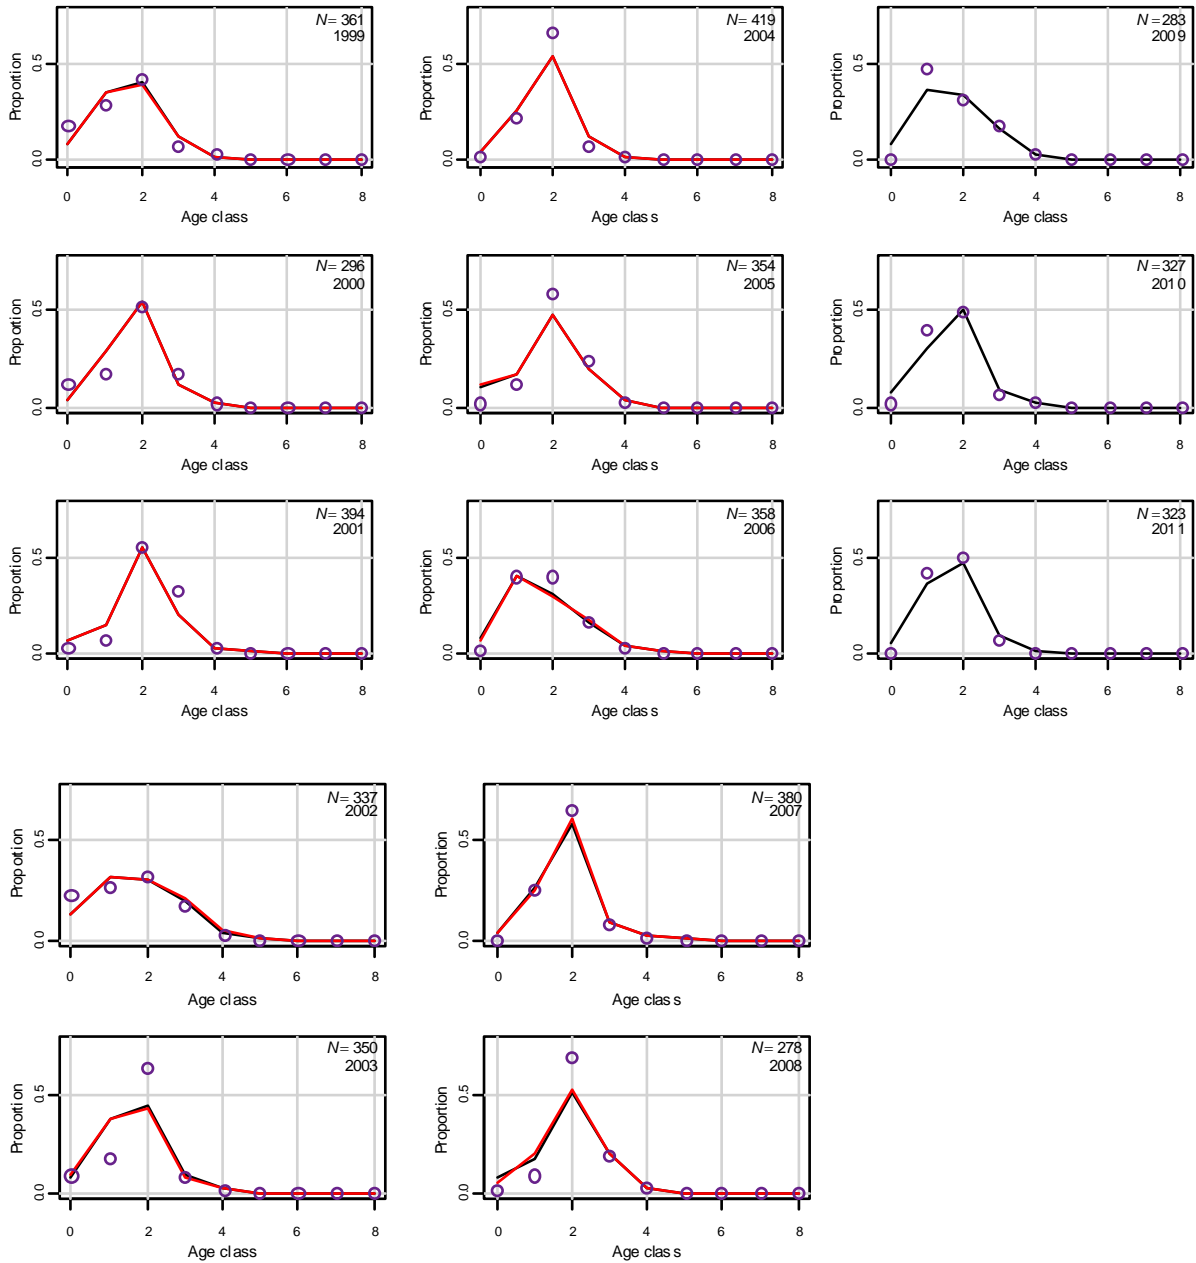 N= 361
1999
Proportion
0.0 0.5
0 2 4 6 8
Age class
N= 419
2004
Proportion
0.0 0.5
0 2 4 6 8
Age class
N= 283
2009
Proportion
0.0 0.5
0 2 4 6 8
Age class
N= 296
2000
Proportion
0.0 0.5
0 2 4 6 8
Age class
N= 354
2005
Proportion
0.0 0.5
0 2 4 6 8
Age class
N= 327
2010
Proportion
0.0 0.5
0 2 4 6 8
Age class
N= 394
2001
Proportion
0.0 0.5
0 2 4 6 8
Age class
N= 358
2006
Proportion
0.0 0.5
0 2 4 6 8
Age class
N= 323
2011
Proportion
0.0 0.5
0 2 4 6 8
Age class
N= 337
2002
Proportion
0.0 0.5
0 2 4 6 8
Age class
N= 380
2007
Proportion
0.0 0.5
0 2 4 6 8
Age class
N= 350
2003
Proportion
0.0 0.5
0 2 4 6 8
Age class
N= 278
2008
Proportion
0.0 0.5
0 2 4 6 8
Age class